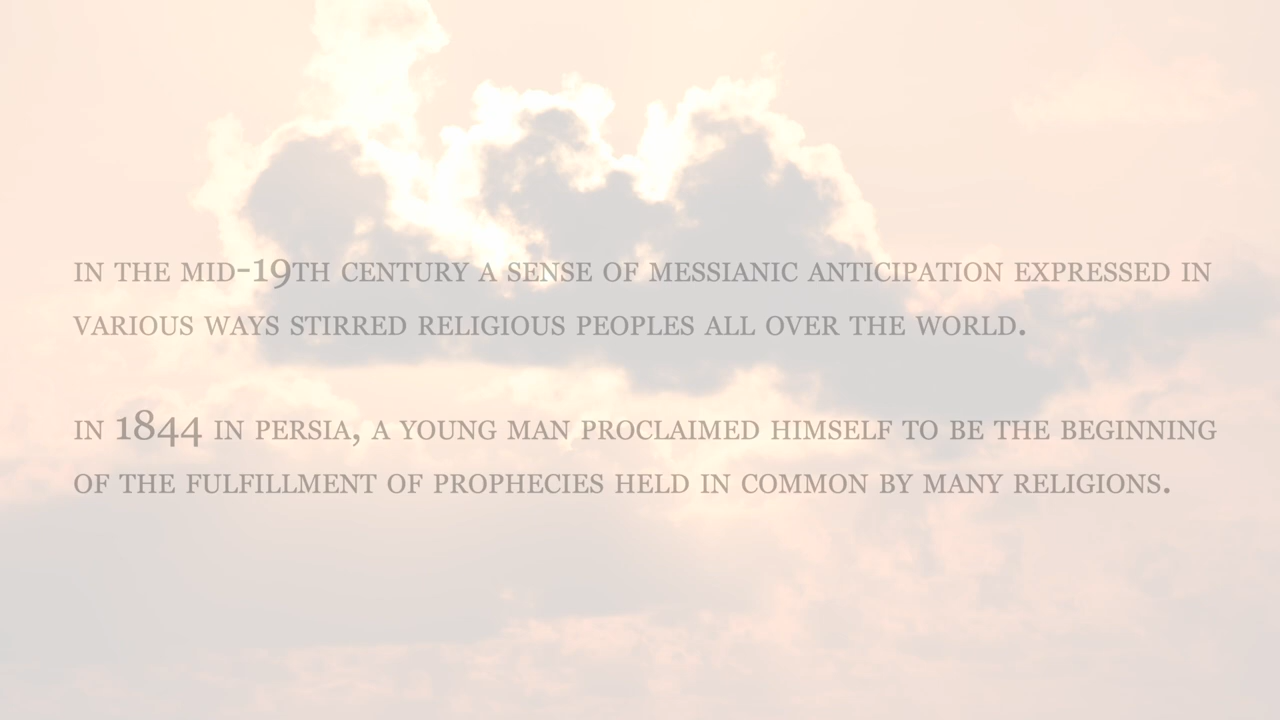 IN THE MID-19TH CENTURY A SENSE OF MESSIANIC ANTICIPATION EXPRESSED IN
VARIOUS WAYS STIRRED RELIGIOUS PEOPLES ALL OVER THE WORLD.
IN 1844 IN PERSIA, A YOUNG MAN PROCLAIMED HIMSELF TO BE THE BEGINNING
OF THE FULFILLMENT OF PROPHECIES HELD IN COMMON BY MANY RELIGIONS.